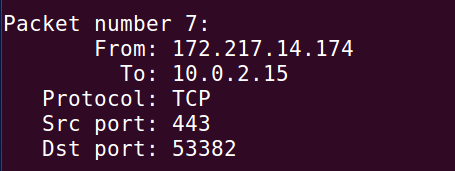 Packet number 7:
From: 172.217.14.174
To: 10.0.2.15
Protocol: TCP
Src port: 443
Dst port: 53382